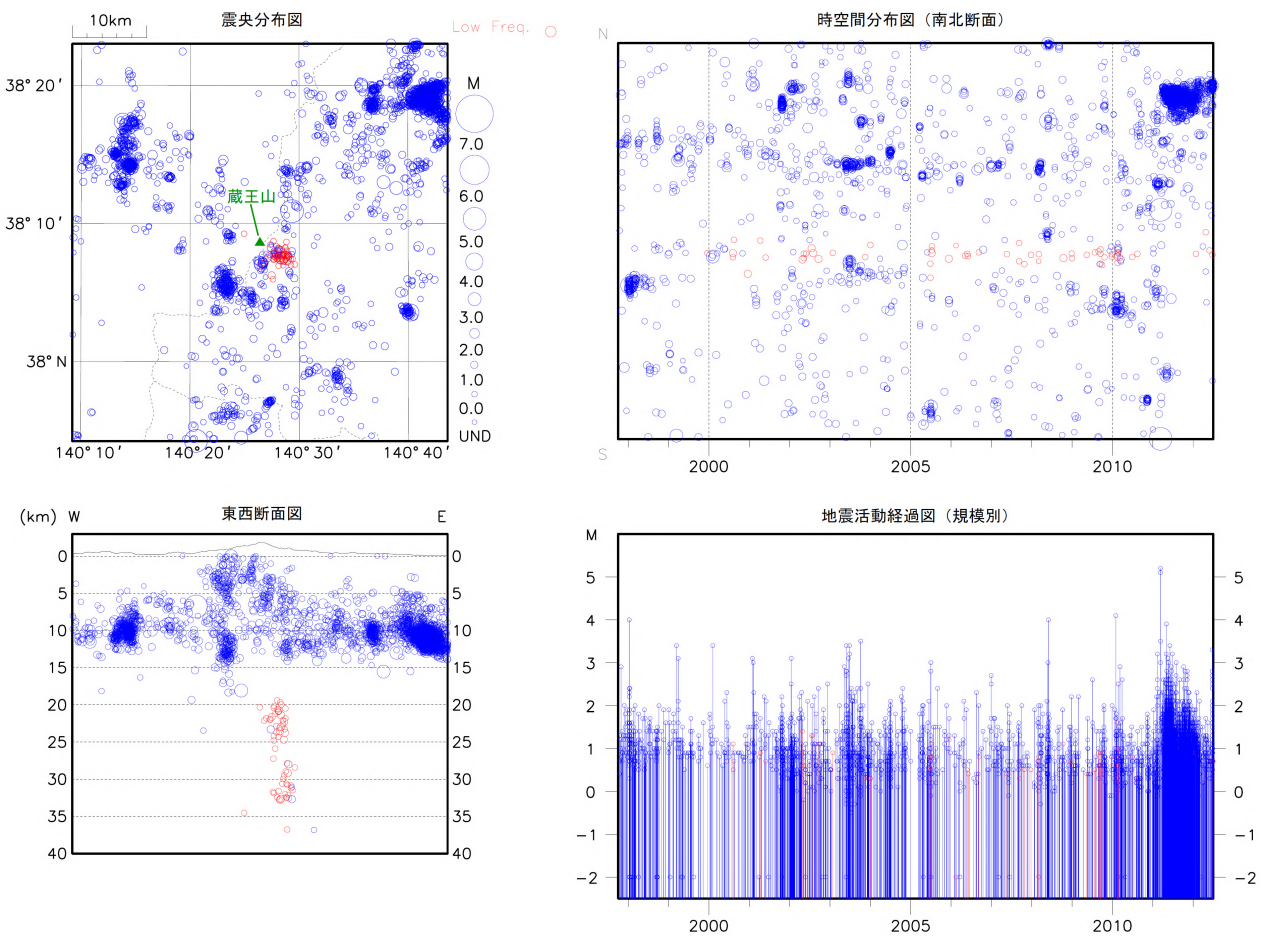 10km
震央分布図
Low Freq.
38° 20′
38° 10′
38° N
140° 10′ 140° 20′ 140° 30′ 140° 40′
蔵王山
M
7.0
6.0
5.0
4.0
3.0
2.0
1.0
0.0
UND
時空間分布図（南北断面）
N
S
2000 2005 2010
東西断面図
(km) W E
0 0
5 5
10 10
15 15
20 20
25 25
30 30
35 35
40 40
地震活動経過図（規模別）
M
5 5
4 4
3 3
2 2
1 1
0 0
−1 −1
−2 −2
2000 2005 2010